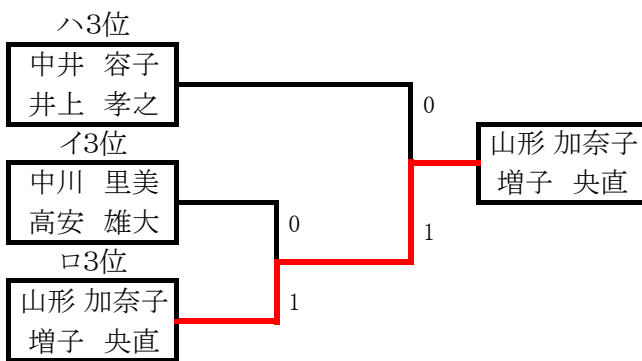 ハ3位
中井 容子
井上 孝之
0
山形 加奈子
増子 央直
イ3位
中川 里美
高安 雄大
0
1
ロ3位
山形 加奈子
増子 央直
1